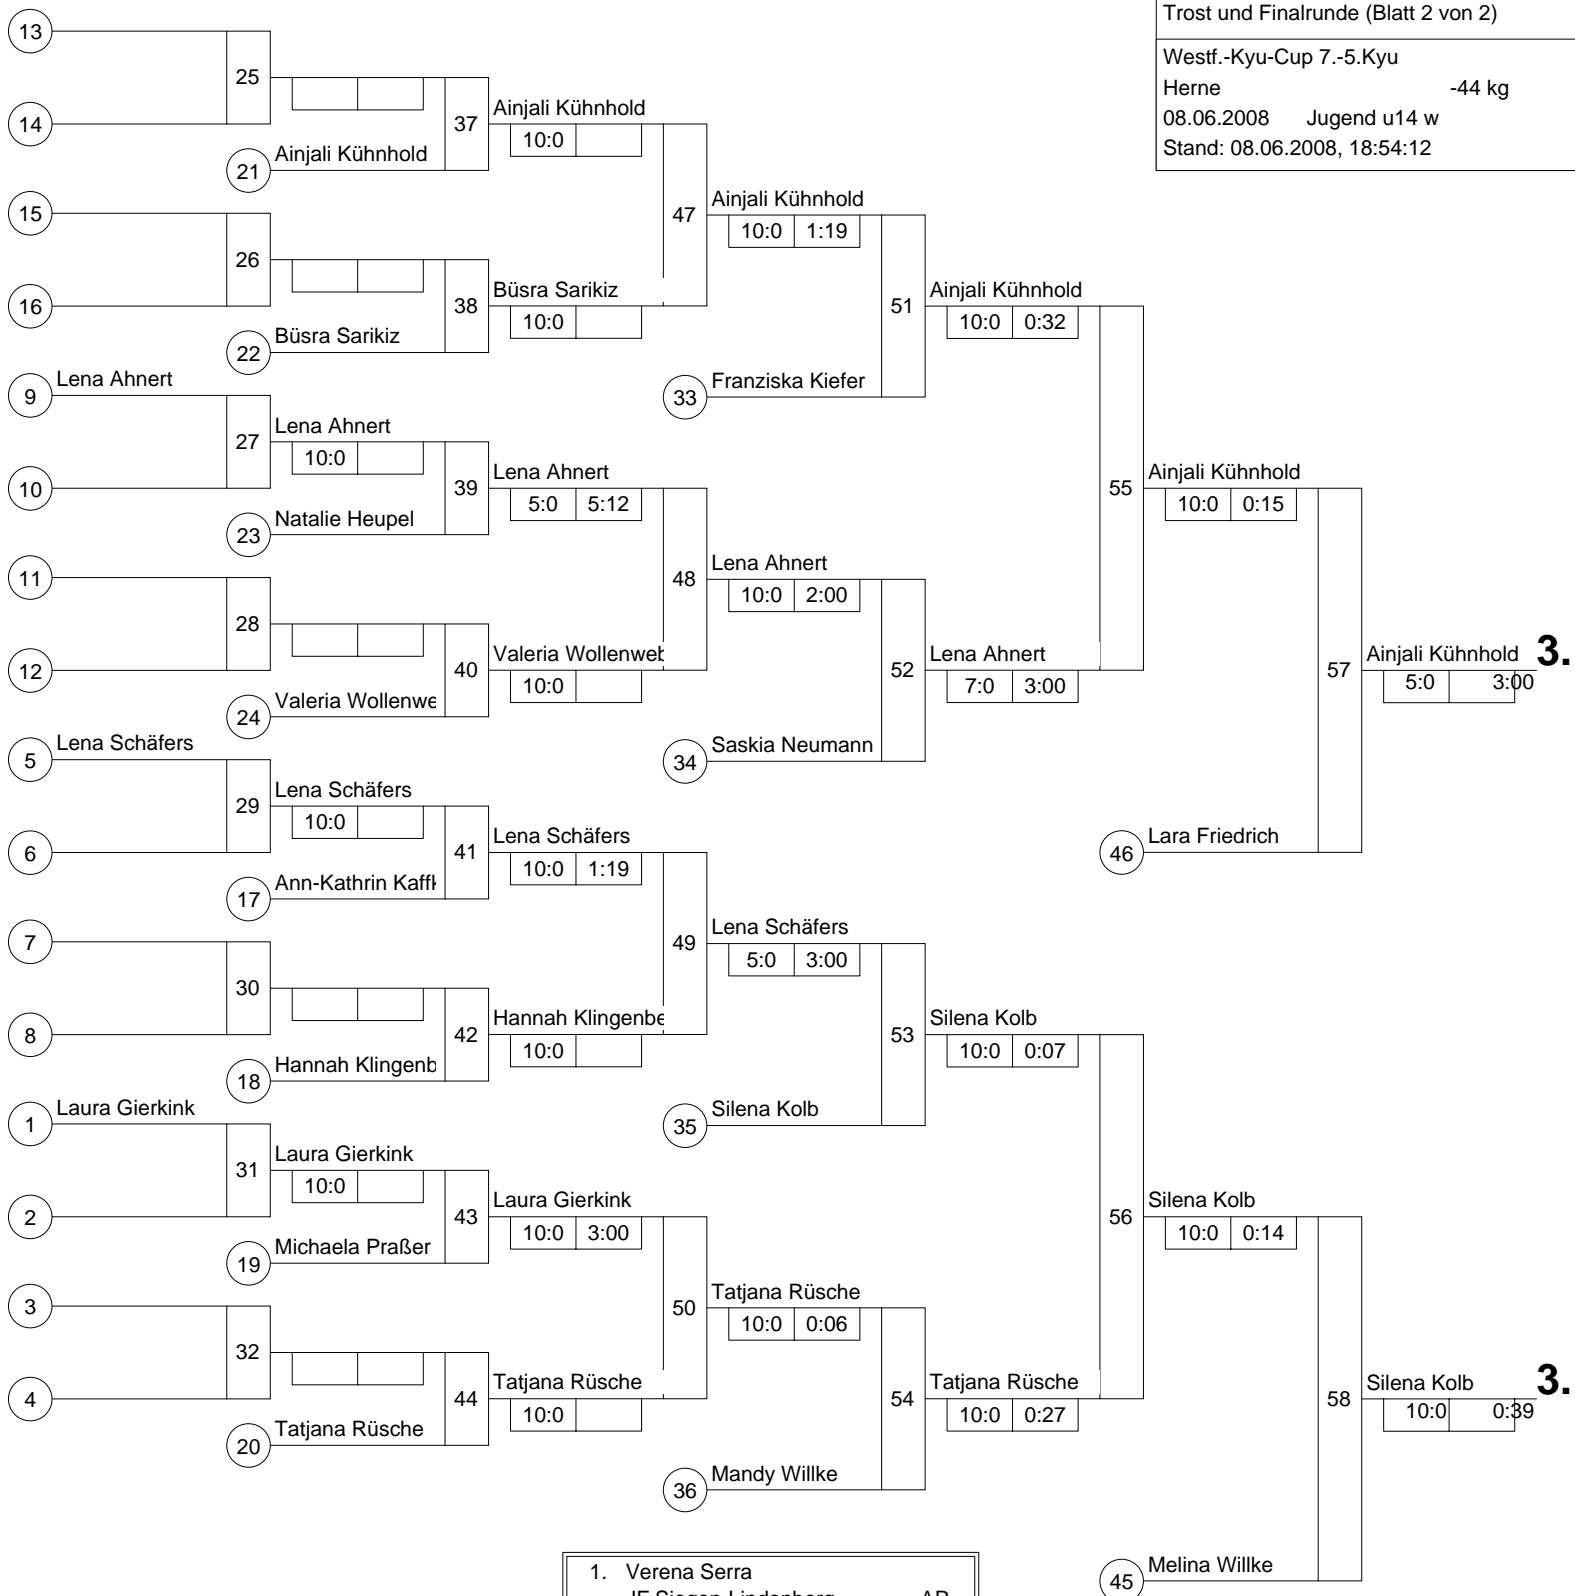 Trost und Finalrunde (Blatt 2 von 2)
Westf.-Kyu-Cup 7.-5.Kyu
Herne -44 kg
08.06.2008 Jugend u14 w
Stand: 08.06.2008, 18:54:12
13
25
14
37
Ainjali Kühnhold
10:0
21 Ainjali Kühnhold
15
47
Ainjali Kühnhold
10:0 1:19
26
16
38
Büsra Sarikiz
10:0
51
Ainjali Kühnhold
10:0 0:32
22 Büsra Sarikiz
9 Lena Ahnert
33 Franziska Kiefer
27
Lena Ahnert
10:0
10
39
Lena Ahnert
5:0 5:12
55
Ainjali Kühnhold
10:0 0:15
23 Natalie Heupel
11
48
Lena Ahnert
10:0 2:00
28
12
40
Valeria Wollenweb
10:0
52
Lena Ahnert
7:0 3:00
57
Ainjali Kühnhold 3.
5:0 3:00
24 Valeria Wollenwe
5 Lena Schäfers
34 Saskia Neumann
29
Lena Schäfers
10:0
6
41
Lena Schäfers
10:0 1:19
46 Lara Friedrich
17 Ann-Kathrin Kaff
7
49
Lena Schäfers
5:0 3:00
30
8
42
Hannah Klingenbe
10:0
53
Silena Kolb
10:0 0:07
18 Hannah Klingenb
1 Laura Gierkink
35 Silena Kolb
31
Laura Gierkink
10:0
2
43
Laura Gierkink
10:0 3:00
56
Silena Kolb
10:0 0:14
19 Michaela Praßer
3
50
Tatjana Rüsche
10:0 0:06
32
4
44
Tatjana Rüsche
10:0
54
Tatjana Rüsche
10:0 0:27
58
Silena Kolb 3.
10:0 0:39
20 Tatjana Rüsche
36 Mandy Willke
1. Verena Serra
45 Melina Willke